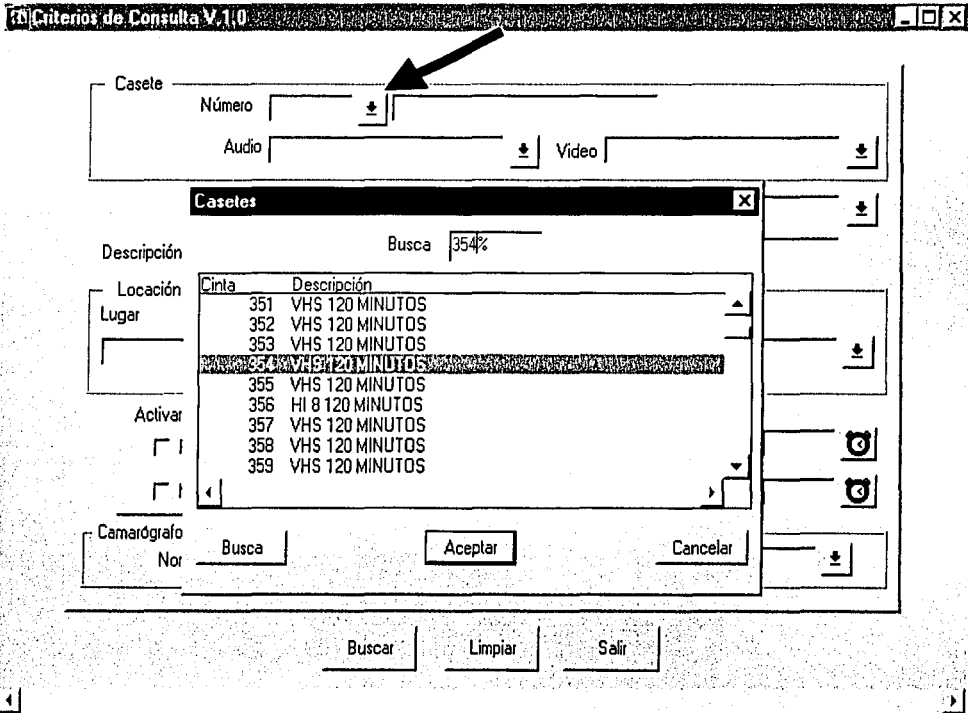 Criterios de Consulta V.1.0
Casete
Número
Audio
Video
Casetes
Busca 354%
Descripción
Cinta Descripción
351 VHS 120 MINUTOS
352 VHS 120 MINUTOS
353 VHS 120 MINUTOS
354 VHS 120 MINUTOS
355 VHS 120 MINUTOS
356 HI 8 120 MINUTOS
357 VHS 120 MINUTOS
358 VHS 120 MINUTOS
359 VHS 120 MINUTOS
Locación
Lugar
Activar
Camarógrafo
Nor
Busca
Aceptar
Cancelar
Buscar
Limpiar
Salir